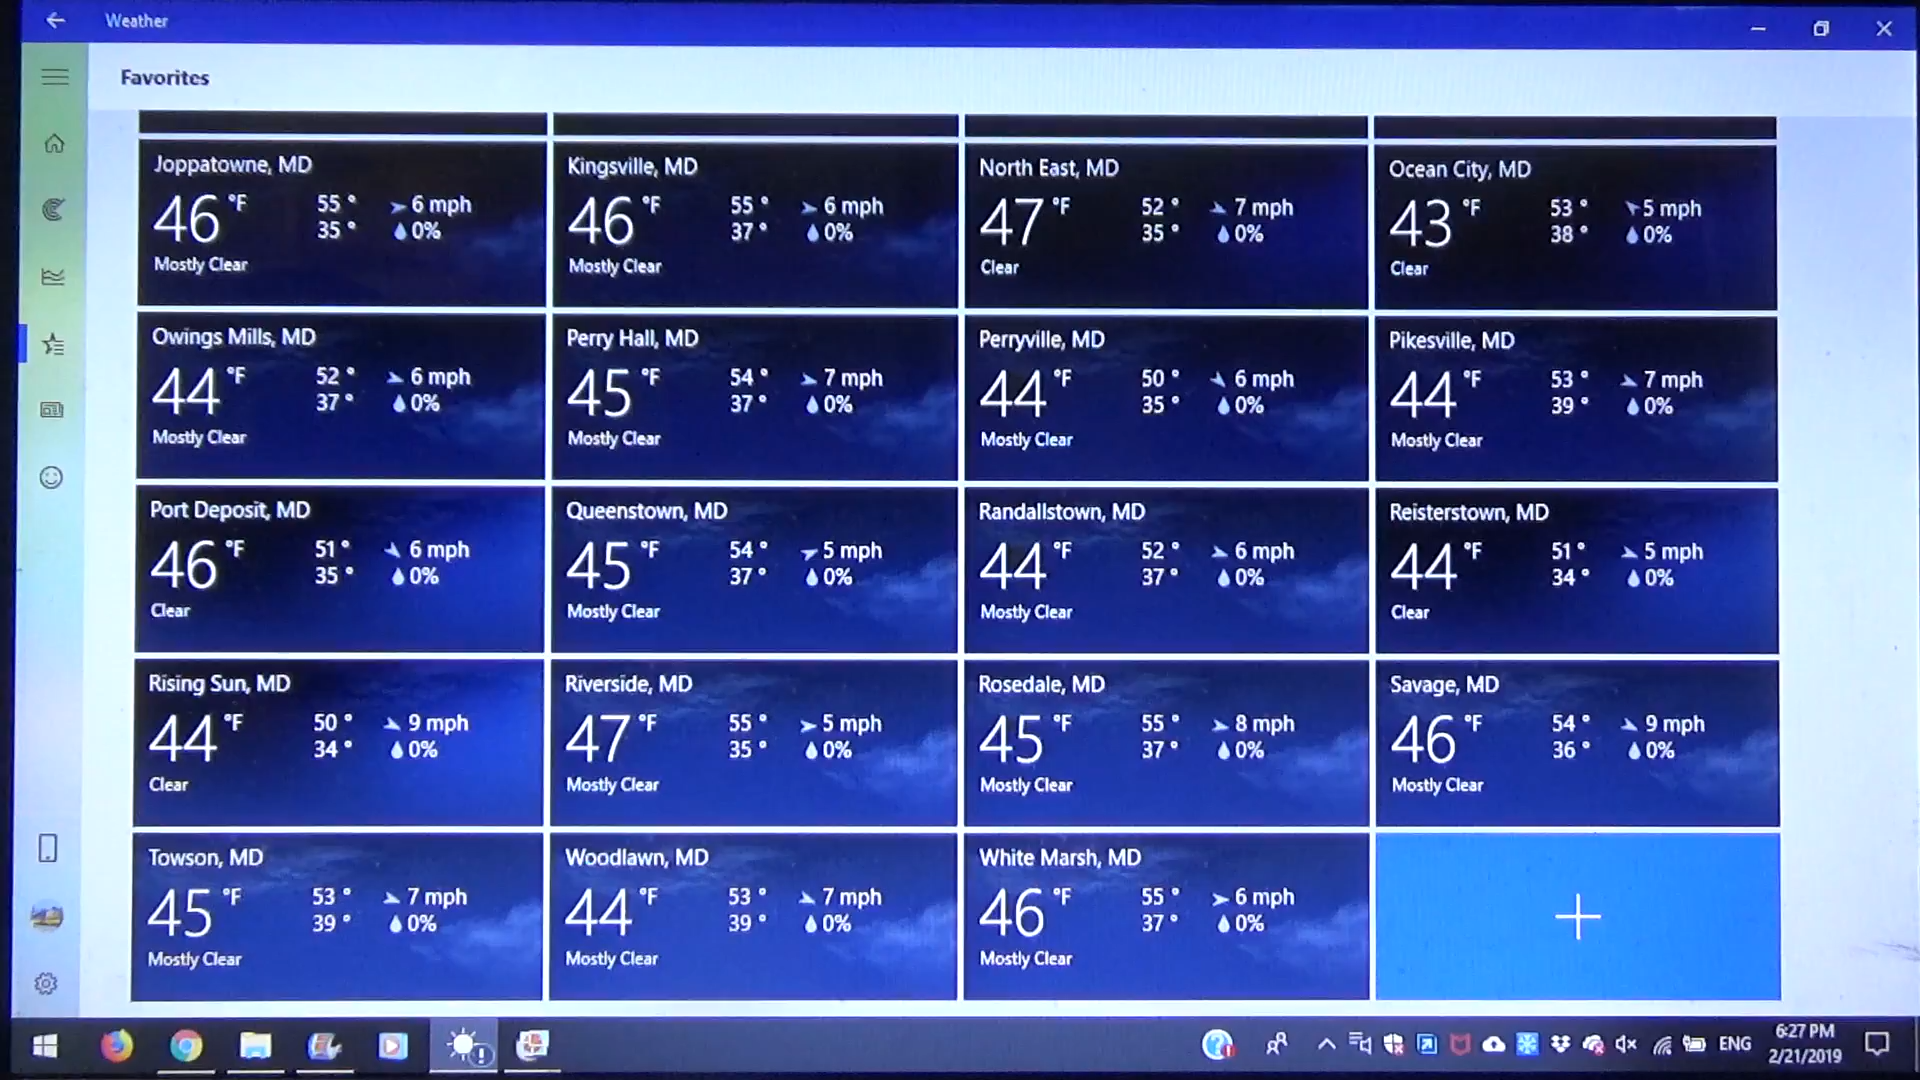 Weather
Favorites
Joppatowne, MD
46 °F 55 ° 6 mph
35 ° 0%
Mostly Clear
Kingsville, MD
46 °F 55 ° 6 mph
37 ° 0%
Mostly Clear
North East, MD
47 °F 52 ° 7 mph
35 ° 0%
Clear
Ocean City, MD
43 °F 53 ° 5 mph
38 ° 0%
Clear
Owings Mills, MD
44 °F 52 ° 6 mph
37 ° 0%
Mostly Clear
Perry Hall, MD
45 °F 54 ° 7 mph
37 ° 0%
Mostly Clear
Perryville, MD
44 °F 50 ° 6 mph
35 ° 0%
Mostly Clear
Pikesville, MD
44 °F 53 ° 7 mph
39 ° 0%
Mostly Clear
Port Deposit, MD
46 °F 51 ° 6 mph
35 ° 0%
Clear
Queenstown, MD
45 °F 54 ° 5 mph
37 ° 0%
Mostly Clear
Randallstown, MD
44 °F 52 ° 6 mph
37 ° 0%
Mostly Clear
Reisterstown, MD
44 °F 51 ° 5 mph
34 ° 0%
Clear
Rising Sun, MD
44 °F 50 ° 9 mph
34 ° 0%
Clear
Riverside, MD
47 °F 55 ° 5 mph
35 ° 0%
Mostly Clear
Rosedale, MD
45 °F 55 ° 8 mph
37 ° 0%
Mostly Clear
Savage, MD
46 °F 54 ° 9 mph
36 ° 0%
Mostly Clear
Towson, MD
45 °F 53 ° 7 mph
39 ° 0%
Mostly Clear
Woodlawn, MD
44 °F 53 ° 7 mph
39 ° 0%
Mostly Clear
White Marsh, MD
46 °F 55 ° 6 mph
37 ° 0%
Mostly Clear
ENG
6:27 PM
2/21/2019